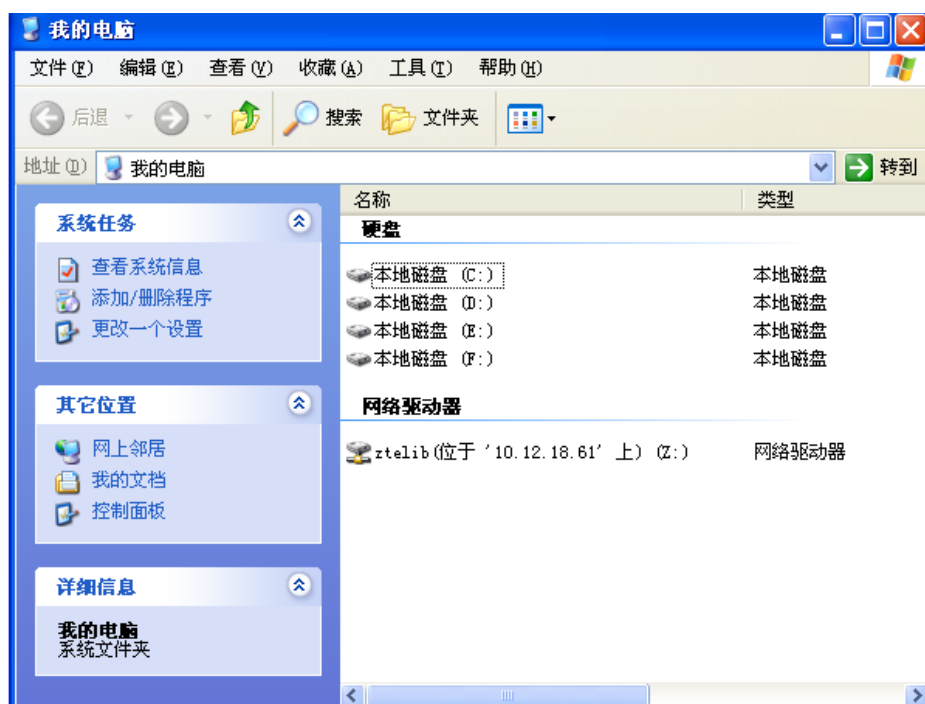 我的电脑
文件(F) 编辑(E) 查看(V) 收藏(A) 工具(T) 帮助(H)
后退 搜索 文件夹
地址(D) 我的电脑 转到
名称 类型
系统任务
查看系统信息
添加/删除程序
更改一个设置
其它位置
网上邻居
我的文档
控制面板
详细信息
我的电脑
系统文件夹
硬盘
本地磁盘 (C:) 本地磁盘
本地磁盘 (D:) 本地磁盘
本地磁盘 (E:) 本地磁盘
本地磁盘 (F:) 本地磁盘
网络驱动器
ztelib(位于 '10.12.18.61' 上) (Z:) 网络驱动器